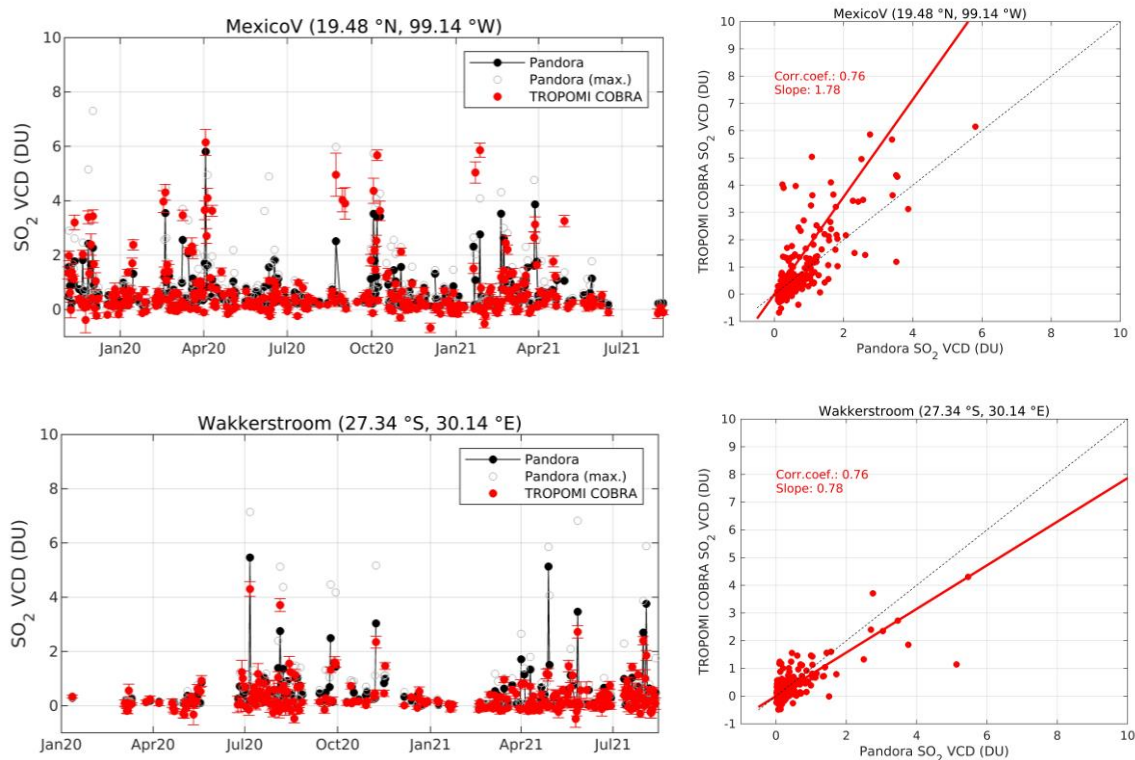 MexicoV (19.48 °N, 99.14 °W)
10
8
6
4
2
0
SO₂ VCD (DU)
Pandora
Pandora (max.)
TROPOMI COBRA
Jan20 Apr20 Jul20 Oct20 Jan21 Apr21 Jul21
MexicoV (19.48 °N, 99.14 °W)
10
9
8
7
6
5
4
3
2
1
0
-1
TROPOMI COBRA SO₂ VCD (DU)
Corr.coef.: 0.76
Slope: 1.78
0 2 4 6 8 10
Pandora SO₂ VCD (DU)
Wakkerstroom (27.34 °S, 30.14 °E)
10
8
6
4
2
0
SO₂ VCD (DU)
Pandora
Pandora (max.)
TROPOMI COBRA
Jan20 Apr20 Jul20 Oct20 Jan21 Apr21 Jul21
Wakkerstroom (27.34 °S, 30.14 °E)
10
9
8
7
6
5
4
3
2
1
0
-1
TROPOMI COBRA SO₂ VCD (DU)
Corr.coef.: 0.76
Slope: 0.78
0 2 4 6 8 10
Pandora SO₂ VCD (DU)